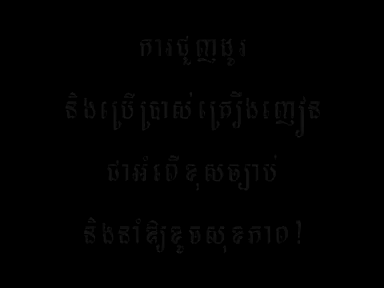 ការជួញដូរ
និងប្រើប្រាស់គ្រឿងញៀន
ជាអំពើខុសច្បាប់
និងនាំឱ្យខូចសុខភាព!